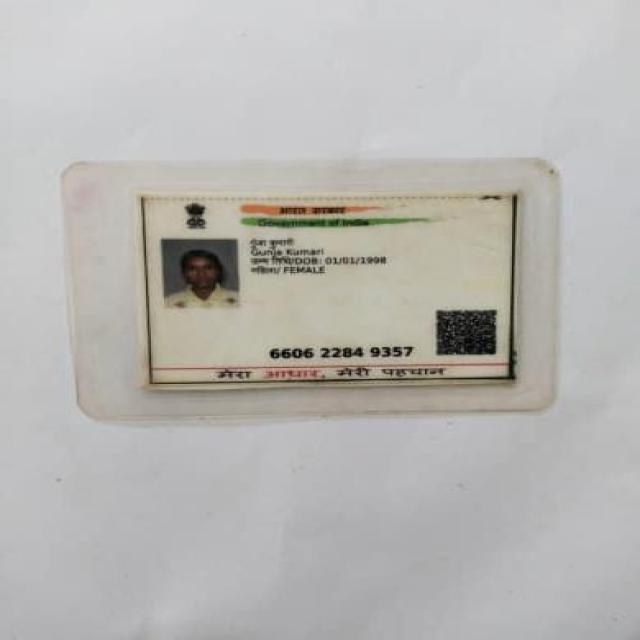 भारत सरकार
Government of India
गुंजा कुमारी
Gunja Kumari
जन्म तिथि/DOB: 01/01/1998
महिला/ FEMALE
6606 2284 9357
मेरा आधार, मेरी पहचान